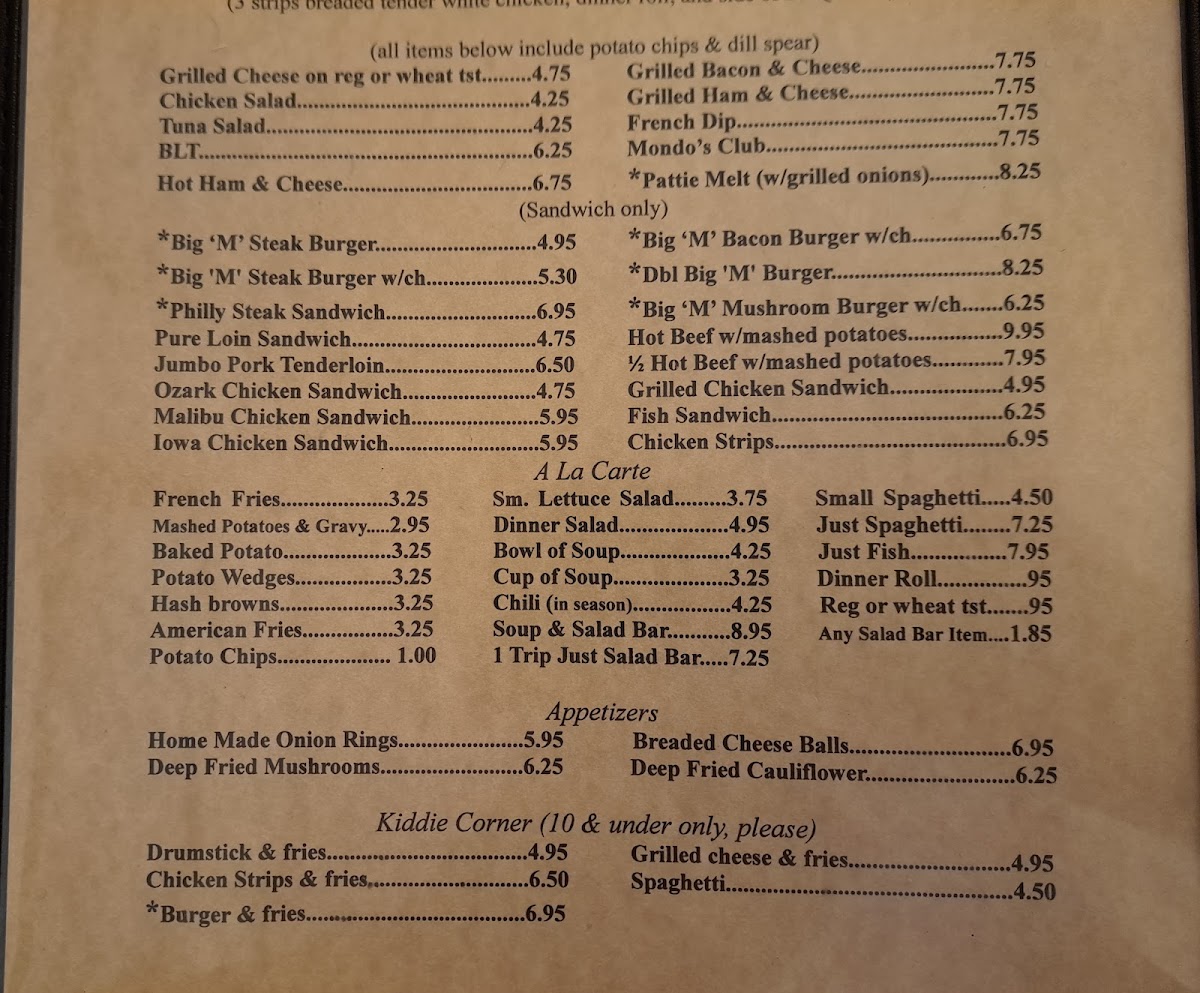 (3 strips breaded tender white chicken, dinner roll, and side of
(all items below include potato chips & dill spear)
Grilled Cheese on reg or wheat tst.........4.75
Chicken Salad........................................4.25
Tuna Salad..............................................4.25
BLT..........................................................6.25
Hot Ham & Cheese.................................6.75
Grilled Bacon & Cheese.......................7.75
Grilled Ham & Cheese.........................7.75
French Dip.............................................7.75
Mondo's Club........................................7.75
*Pattie Melt (w/grilled onions)............8.25
(Sandwich only)
*Big ‘M’ Steak Burger............................4.95
*Big 'M' Steak Burger w/ch....................5.30
*Philly Steak Sandwich..........................6.95
Pure Loin Sandwich................................4.75
Jumbo Pork Tenderloin..........................6.50
Ozark Chicken Sandwich.......................4.75
Malibu Chicken Sandwich......................5.95
Iowa Chicken Sandwich..........................5.95
*Big ‘M’ Bacon Burger w/ch...............6.75
*Dbl Big 'M' Burger.............................8.25
*Big ‘M’ Mushroom Burger w/ch.......6.25
Hot Beef w/mashed potatoes................9.95
½ Hot Beef w/mashed potatoes............7.95
Grilled Chicken Sandwich...................4.95
Fish Sandwich.......................................6.25
Chicken Strips.......................................6.95
A La Carte
French Fries...................3.25
Mashed Potatoes & Gravy.....2.95
Baked Potato...................3.25
Potato Wedges.................3.25
Hash browns....................3.25
American Fries................3.25
Potato Chips.................... 1.00
Sm. Lettuce Salad.........3.75
Dinner Salad...................4.95
Bowl of Soup...................4.25
Cup of Soup....................3.25
Chili (in season).................4.25
Soup & Salad Bar...........8.95
1 Trip Just Salad Bar.....7.25
Small Spaghetti.....4.50
Just Spaghetti........7.25
Just Fish.................7.95
Dinner Roll...............95
Reg or wheat tst.......95
Any Salad Bar Item....1.85
Appetizers
Home Made Onion Rings......................5.95
Deep Fried Mushrooms.........................6.25
Breaded Cheese Balls............................6.95
Deep Fried Cauliflower..........................6.25
Kiddie Corner (10 & under only, please)
Drumstick & fries...................................4.95
Chicken Strips & fries............................6.50
*Burger & fries......................................6.95
Grilled cheese & fries............................4.95
Spaghetti..................................................4.50